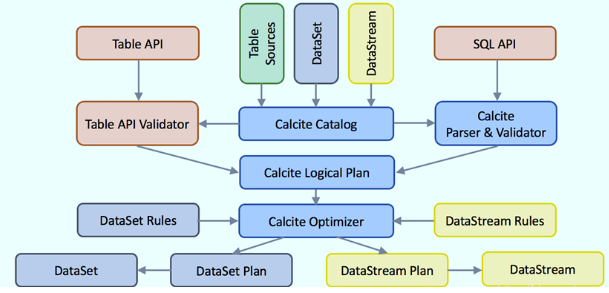 Table API
Table
Sources
DataSet
DataStream
SQL API
Table API Validator
Calcite Catalog
Calcite
Parser & Validator
Calcite Logical Plan
DataSet Rules
Calcite Optimizer
DataStream Rules
DataSet
DataSet Plan
DataStream Plan
DataStream